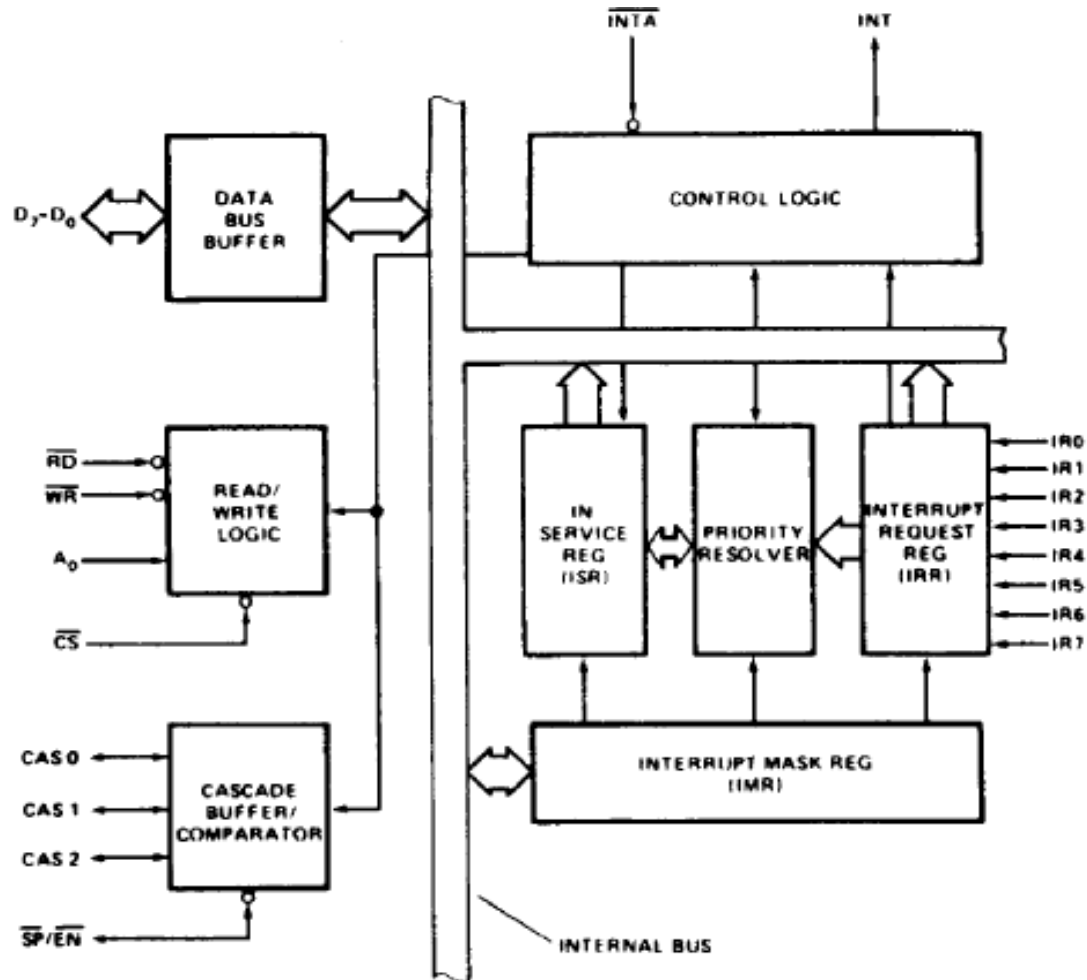 INTA
INT
DATA
BUS
BUFFER
D7-D0
CONTROL LOGIC
RD
WR
A0
CS
READ/
WRITE
LOGIC
IN
SERVICE
REG
(ISR)
PRIORITY
RESOLVER
INTERRUPT
REQUEST
REG
(IRR)
IR0
IR1
IR2
IR3
IR4
IR5
IR6
IR7
CAS 0
CAS 1
CAS 2
CASCADE
BUFFER/
COMPARATOR
SP/EN
INTERRUPT MASK REG
(IMR)
INTERNAL BUS